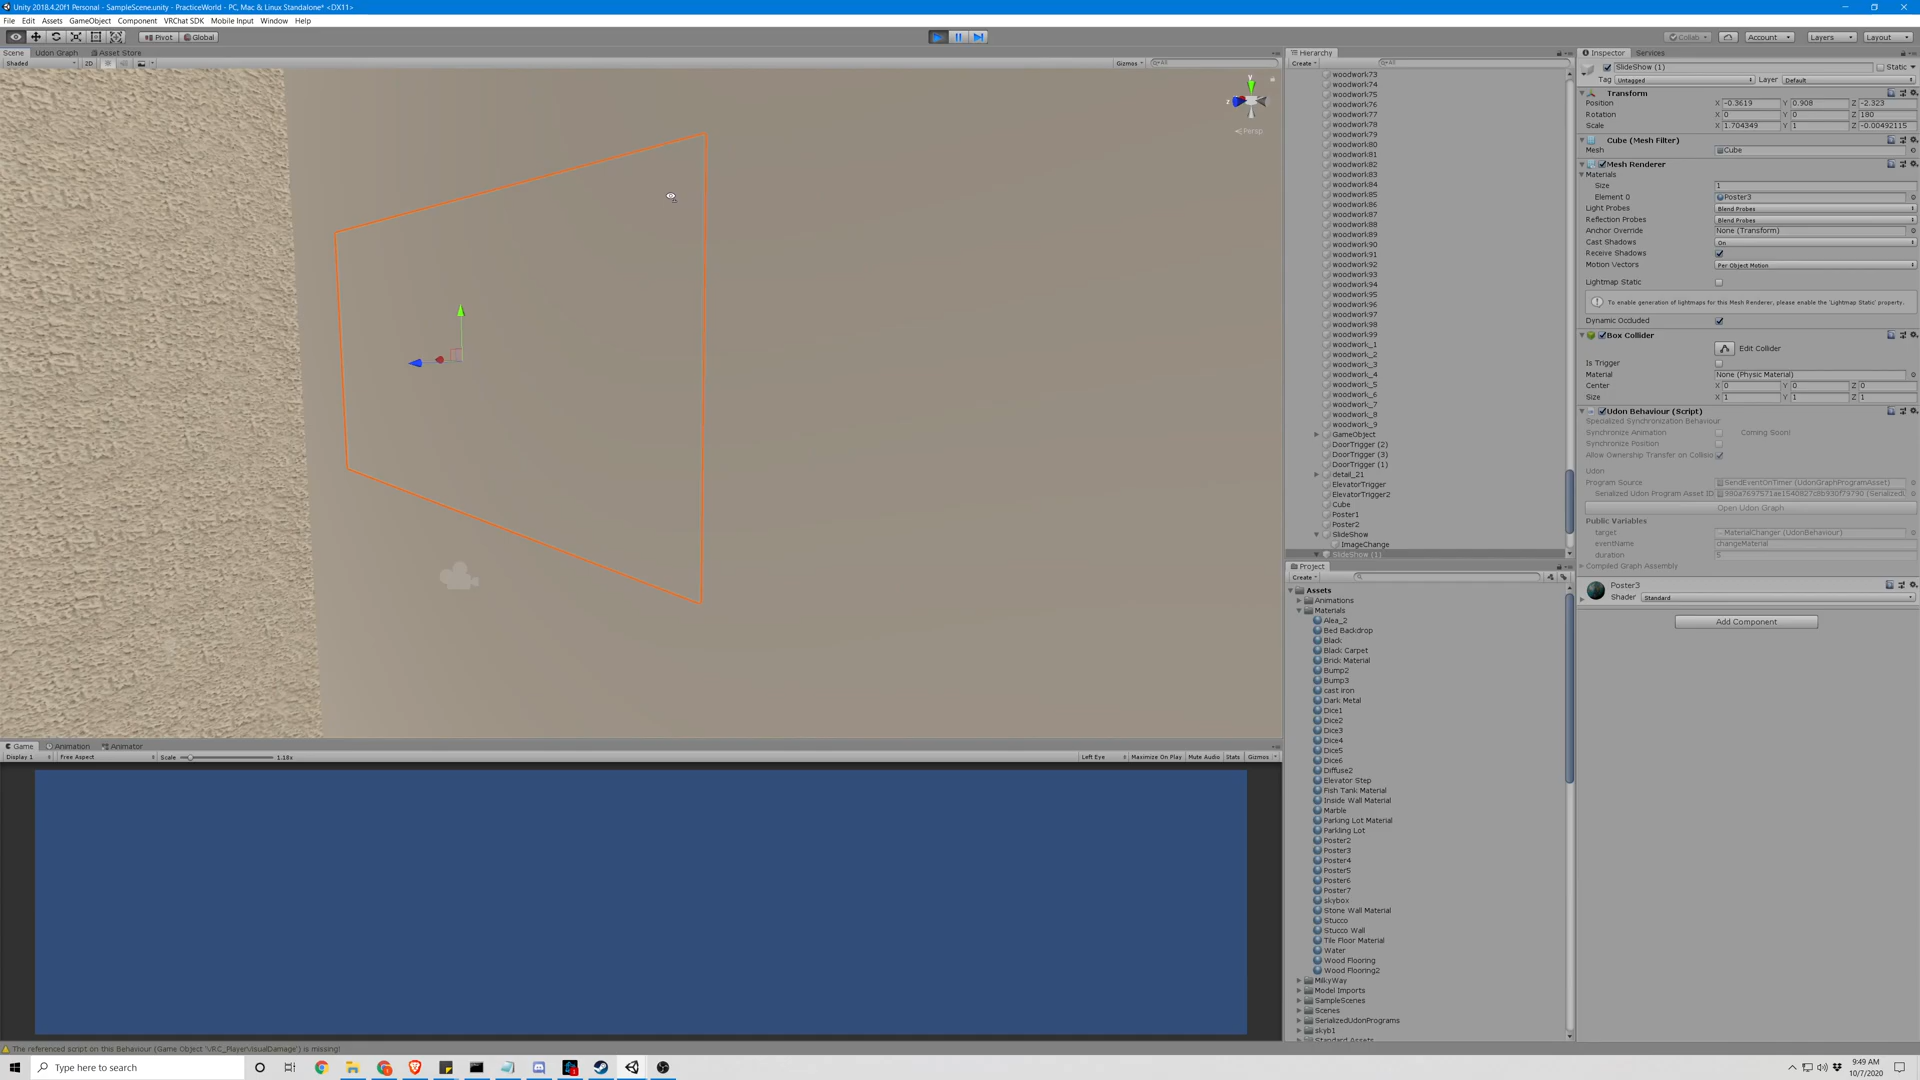 Unity 2018.4.20f1 Personal - SampleScene.unity - PracticeWorld - PC, Mac & Linux Standalone* <DX11>
File Edit Assets GameObject Component VRChat SDK Mobile Input Window Help
Pivot Global
Collab Account Layers Layout
Scene Udon Graph Asset Store
Shaded 2D Gizmos
y
z
Persp
Hierarchy
Create
woodwork73
woodwork74
woodwork75
woodwork76
woodwork77
woodwork78
woodwork79
woodwork80
woodwork81
woodwork82
woodwork83
woodwork84
woodwork85
woodwork86
woodwork87
woodwork88
woodwork89
woodwork90
woodwork91
woodwork92
woodwork93
woodwork94
woodwork95
woodwork96
woodwork97
woodwork98
woodwork99
woodwork_1
woodwork_2
woodwork_3
woodwork_4
woodwork_5
woodwork_6
woodwork_7
woodwork_8
woodwork_9
GameObject
DoorTrigger (2)
DoorTrigger (3)
DoorTrigger (1)
detail_21
ElevatorTrigger
ElevatorTrigger2
Cube
Poster1
Poster2
SlideShow
ImageChange
SlideShow (1)
Project
Create
Assets
Animations
Materials
Alea_2
Bed Backdrop
Black
Black Carpet
Brick Material
Bump2
Bump3
cast iron
Dark Metal
Dice1
Dice2
Dice3
Dice4
Dice5
Dice6
Diffuse2
Elevator Step
Fish Tank Material
Inside Wall Material
Marble
Parking Lot Material
Parkling Lot
Poster2
Poster3
Poster4
Poster5
Poster6
Poster7
skybox
Stone Wall Material
Stucco
Stucco Wall
Tile Floor Material
Water
Wood Flooring
Wood Flooring2
MilkyWay
Model Imports
SampleScenes
Scenes
SerializedUdonPrograms
skyb1
Standard Assets
Inspector Services
SlideShow (1) Static
Tag Untagged Layer Default
Transform
Position X -0.3619 Y 0.908 Z -2.323
Rotation X 0 Y 0 Z 180
Scale X 1.704349 Y 1 Z -0.00492115
Cube (Mesh Filter)
Mesh Cube
Mesh Renderer
Materials
Size 1
Element 0 Poster3
Light Probes Blend Probes
Reflection Probes Blend Probes
Anchor Override None (Transform)
Cast Shadows On
Receive Shadows
Motion Vectors Per Object Motion
Lightmap Static
To enable generation of lightmaps for this Mesh Renderer, please enable the 'Lightmap Static' property.
Dynamic Occluded
Box Collider
Edit Collider
Is Trigger
Material None (Physic Material)
Center X 0 Y 0 Z 0
Size X 1 Y 1 Z 1
Udon Behaviour (Script)
Specialized Synchronization Behaviour
Synchronize Animation Coming Soon!
Synchronize Position
Allow Ownership Transfer on Collisio
Udon
Program Source SendEventOnTimer (UdonGraphProgramAsset)
Serialized Udon Program Asset ID
Open Udon Graph
Public Variables
target MaterialChanger (UdonBehaviour)
eventName changeMaterial
duration 5
Compiled Graph Assembly
Poster3
Shader Standard
Add Component
Game Animation Animator
Display 1 Free Aspect Scale 1.18x Left Eye Maximize On Play Mute Audio Stats Gizmos
The referenced script on this Behaviour (Game Object 'VRC_PlayerVisualDamage') is missing!
Type here to search
9:49 AM
10/7/2020